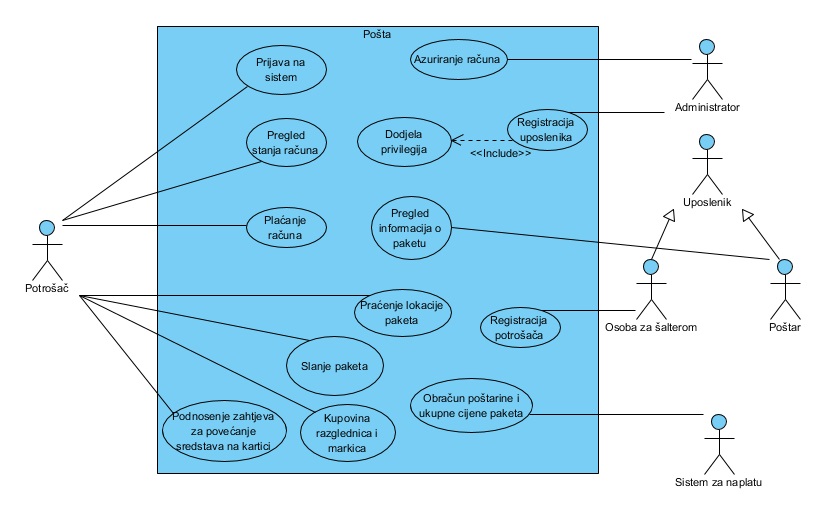 Pošta
Prijava na
sistem
Azuriranje računa
Administrator
Pregled
stanja računa
Dodjela
privilegija
<<Include>>
Registracija
uposlenika
Uposlenik
Plaćanje
računa
Pregled
informacija o
paketu
Potrošač
Praćenje lokacije
paketa
Registracija
potrošača
Osoba za šalterom
Poštar
Slanje paketa
Podnosenje zahtjeva
za povećanje
sredstava na kartici
Kupovina
razglednica i
markica
Obračun poštarine i
ukupne cijene paketa
Sistem za naplatu